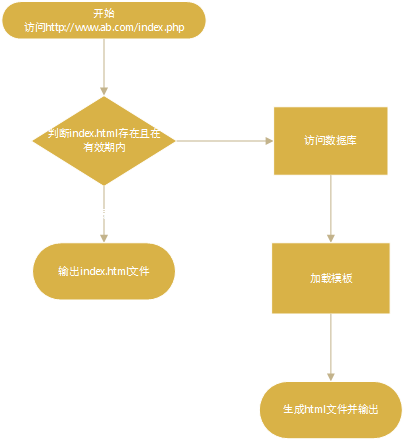 开始
访问http://www.ab.com/index.php
判断index.html存在且在
有效期内
访问数据库
输出index.html文件
加载模板
生成html文件并输出